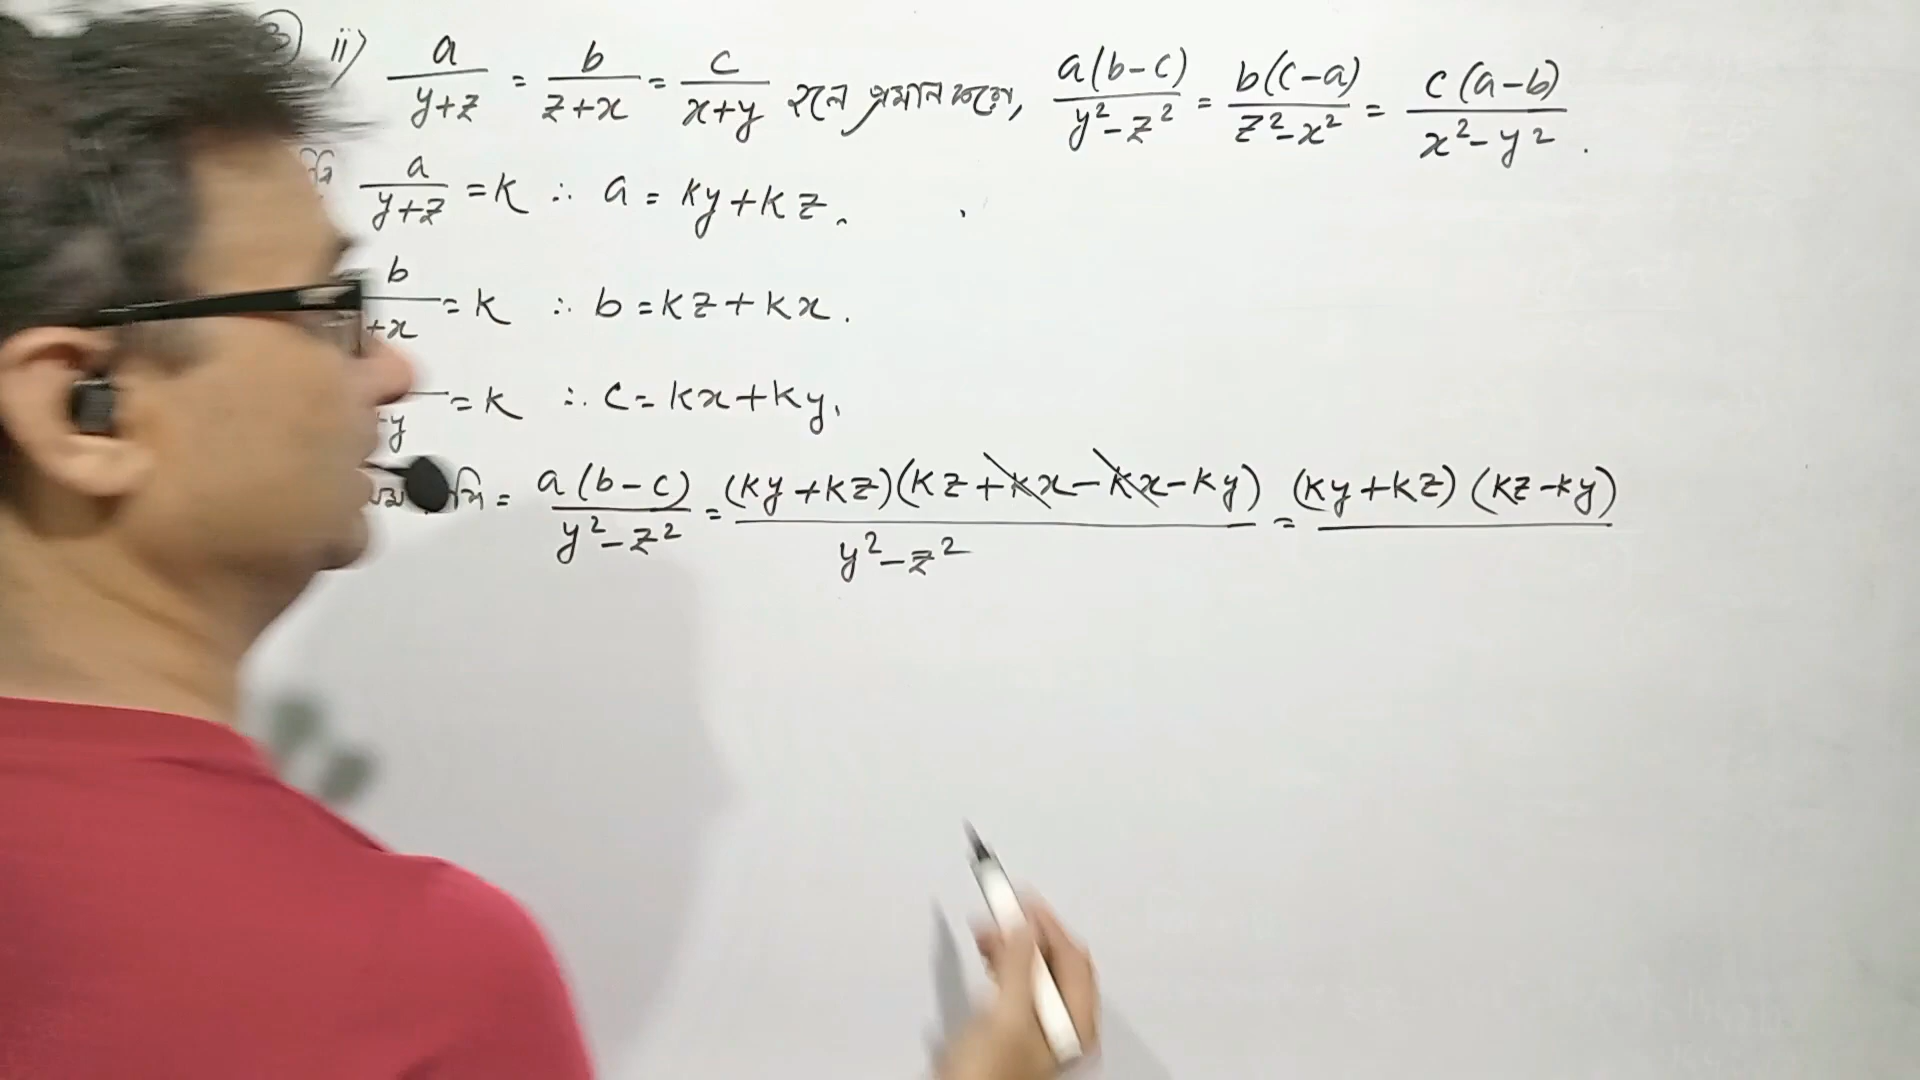 ii) a/(y+z) = b/(z+x) = c/(x+y) হলে প্রমান করো, a(b-c)/(y²-z²) = b(c-a)/(z²-x²) = c(a-b)/(x²-y²).
a/(y+z) = k ∴ a = ky+kz.
b/+x = k ∴ b = kz+kx.
= k ∴ c = kx+ky.
= a(b-c)/(y²-z²) = (ky+kz)(kz+kx-kx-ky)/(y²-z²) = (ky+kz)(kz-ky)